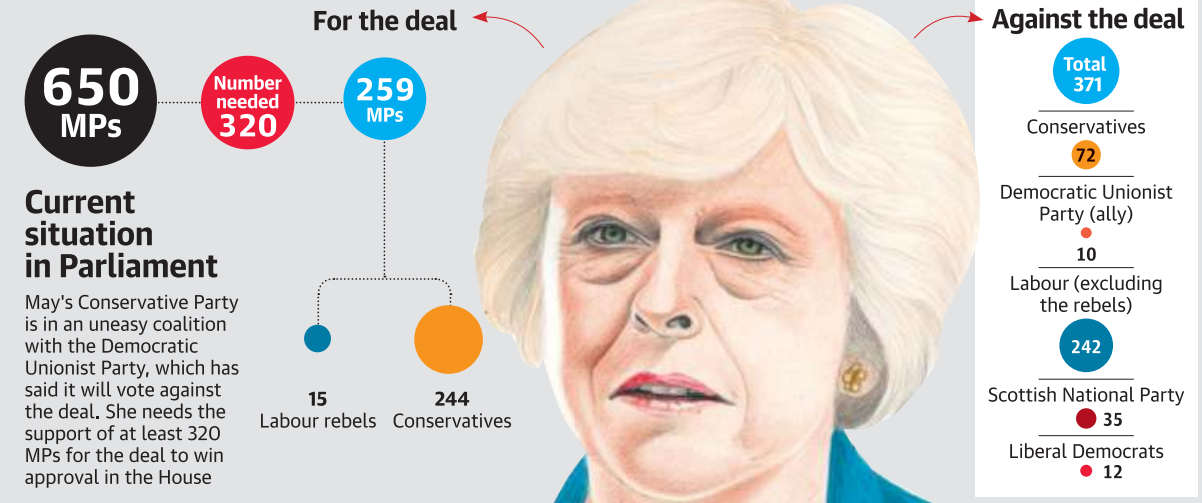 For the deal
650
MPs
Number
needed
320
259
MPs
Current
situation
in Parliament
May's Conservative Party
is in an uneasy coalition
with the Democratic
Unionist Party, which has
said it will vote against
the deal. She needs the
support of at least 320
MPs for the deal to win
approval in the House
15
Labour rebels
244
Conservatives
Against the deal
Total
371
Conservatives
72
Democratic Unionist
Party (ally)
10
Labour (excluding
the rebels)
242
Scottish National Party
35
Liberal Democrats
12